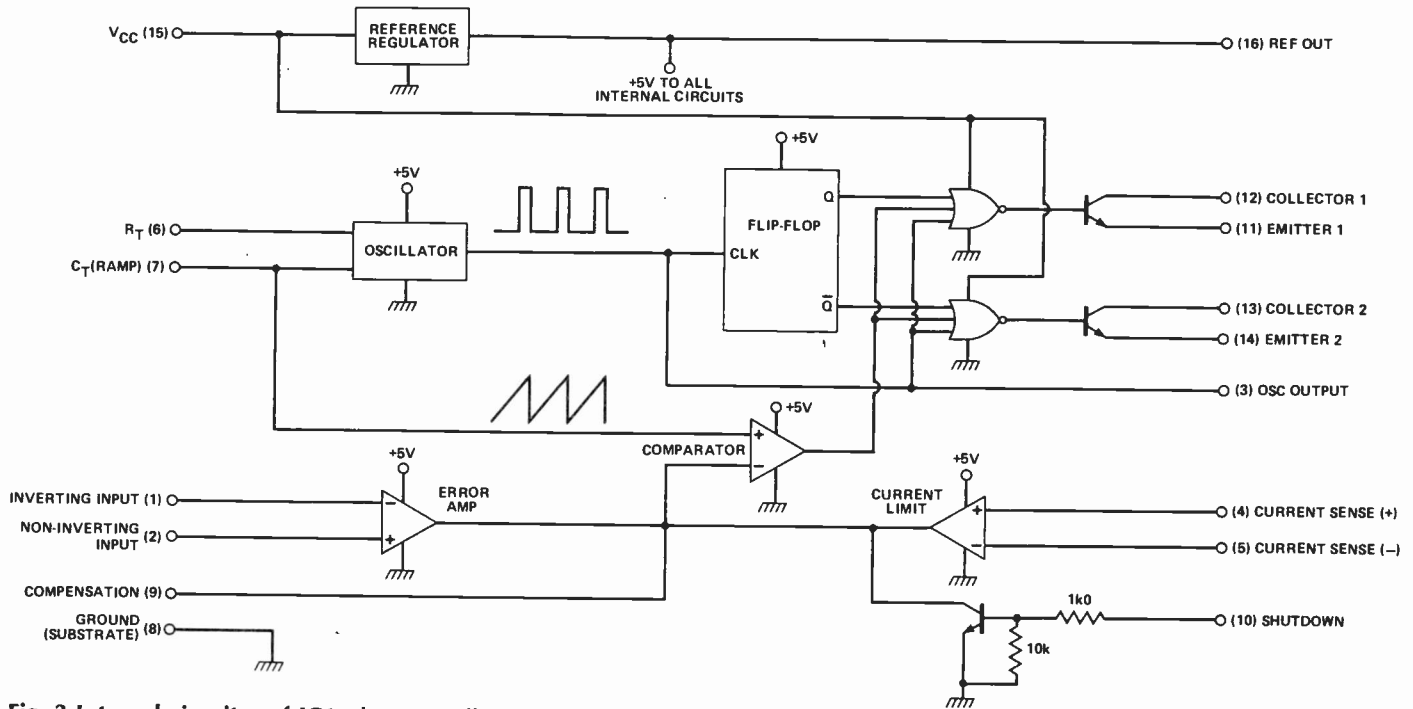 V_CC (15)
REFERENCE
REGULATOR
(16) REF OUT
+5V TO ALL
INTERNAL CIRCUITS
+5V
+5V
Q
(12) COLLECTOR 1
R_T (6)
OSCILLATOR
FLIP-FLOP
(11) EMITTER 1
C_T(RAMP) (7)
CLK
Q̅
(13) COLLECTOR 2
(14) EMITTER 2
(3) OSC OUTPUT
+5V
+
COMPARATOR
−
+5V
+5V
INVERTING INPUT (1)
−
ERROR
AMP
CURRENT
LIMIT
+
(4) CURRENT SENSE (+)
NON-INVERTING
INPUT (2)
+
−
(5) CURRENT SENSE (−)
COMPENSATION (9)
GROUND
(SUBSTRATE) (8)
1k0
(10) SHUTDOWN
10k